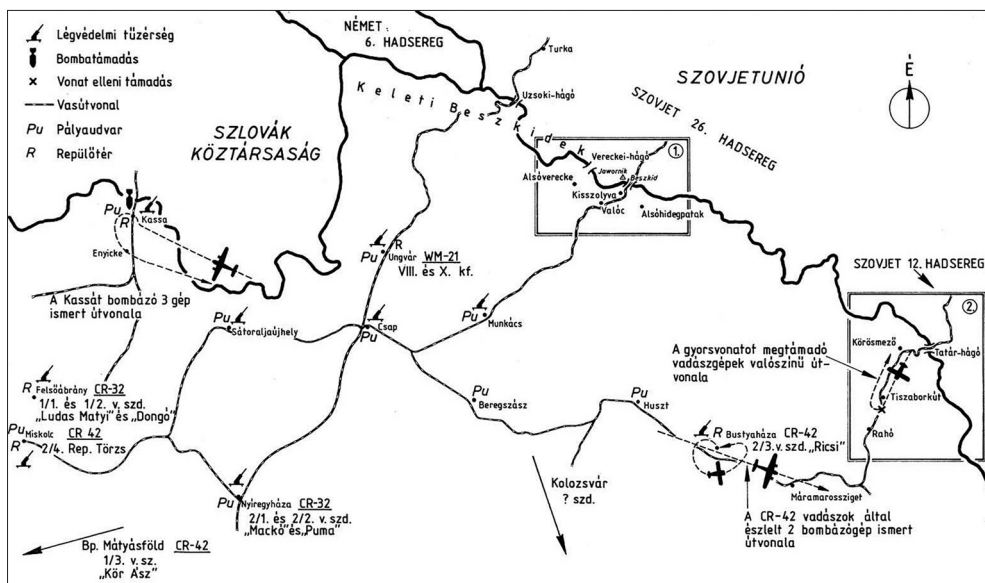 Légvédelmi tűzérség
Bombatámadás
Vonat elleni támadás
Vasútvonal
Pu Pályaudvar
R Repülőtér
NÉMET
6. HADSEREG
SZLOVÁK
KÖZTÁRSASÁG
Keleti Beszkidek
Turka
Uzsoki-hágó
SZOVJETUNIÓ
SZOVJET 26. HADSEREG
É
1.
Vereckei-hágó
Jawornik
Beszkid
Alsóverecke
Kisszolyva
Valóc
Alsóhidegpatak
Pu
R
Kassa
Enyicke
A Kassát bombázó 3 gép
ismert útvonala
R
Pu
Ungvár WM-21
VIII. és X. kf.
SZOVJET 12. HADSEREG
2.
Körösmező
Tatár-hágó
Tiszaborkút
Rahó
A gyorsvonatot megtámadó
vadászgépek valószínű út-
vonala
Pu
Sátoraljaújhely
Csap
Pu
Pu
Munkács
Pu
Beregszász
Pu
Huszt
R Felsőábrány CR-32
1/1. és 1/2. v. szd.
„Ludas Matyi” és „Dongó”
Pu Miskolc CR 42
R 2/4. Rep. Törzs
Pu Nyíregyháza CR-32
2/1. és 2/2. v. szd.
„Mackó” és „Puma”
Bp. Mátyásföld CR-42
1/3. v. sz.
„Kör Ász”
Kolozsvár
? szd.
R Bustyaháza CR-42
2/3. v. szd. „Ricsi”
Máramarossziget
A CR-42 vadászok által
észlelt 2 bombázógép ismert
útvonala